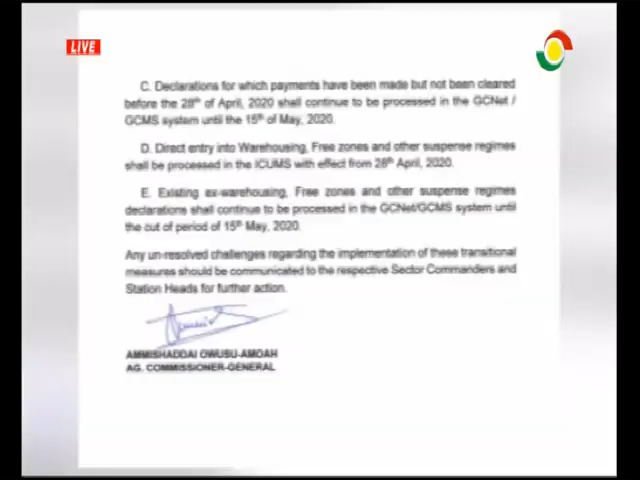 LIVE
C. Declarations for which payments have been made but not been cleared
before the 28th of April, 2020 shall continue to be processed in the GCNet /
GCMS system until the 15th of May, 2020.
D. Direct entry into Warehousing, Free zones and other suspense regimes
shall be processed in the ICUMS with effect from 28th April, 2020.
E. Existing ex-warehousing, Free zones and other suspense regimes
declarations shall continue to be processed in the GCNet/GCMS system until
the cut of period of 15th May, 2020.
Any un-resolved challenges regarding the implementation of these transitional
measures should be communicated to the respective Sector Commanders and
Station Heads for further action.
AMMISHADDAI OWUSU-AMOAH
AG. COMMISSIONER-GENERAL